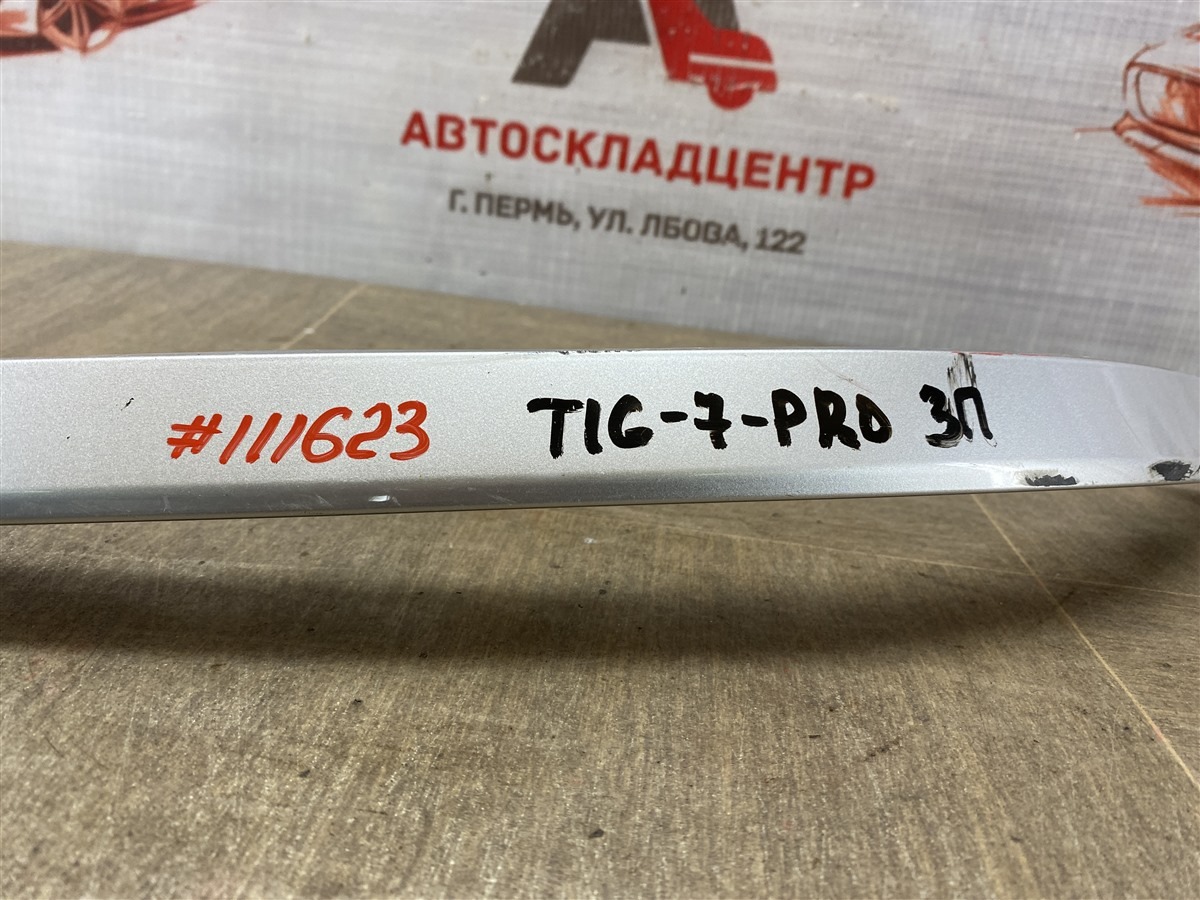 АВТОСКЛАДЦЕНТР
Г. ПЕРМЬ, УЛ. ЛБОВА, 122
#111623 TIG-7-PRO ЗП